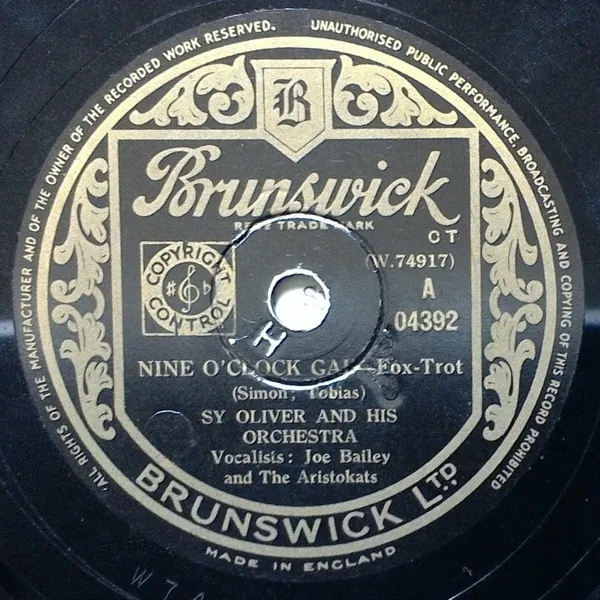 ALL RIGHTS OF THE MANUFACTURER AND OF THE OWNER OF THE RECORDED WORK RESERVED. UNAUTHORISED PUBLIC PERFORMANCE, BROADCASTING AND COPYING OF THIS RECORD PROHIBITED
B
Brunswick
REGD TRADE MARK
CT
COPYRIGHT
CONTROL
(W.74917)
A
04392
H
NINE O'CLOCK GAL—Fox-Trot
(Simon; Tobias)
SY OLIVER AND HIS
ORCHESTRA
Vocalists: Joe Bailey
and The Aristokats
BRUNSWICK LTD.
MADE IN ENGLAND
W 7